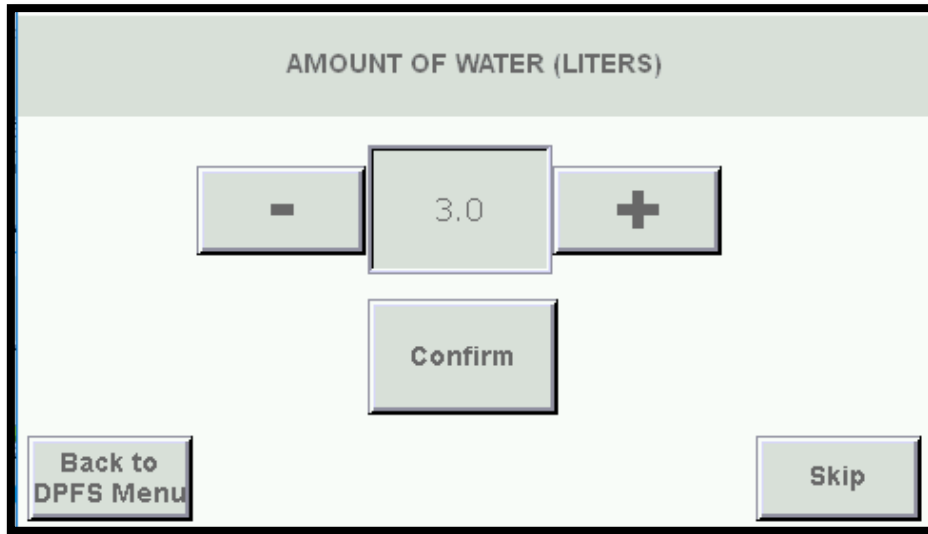 AMOUNT OF WATER (LITERS)
- 3.0 +
Confirm
Back to
DPFS Menu
Skip